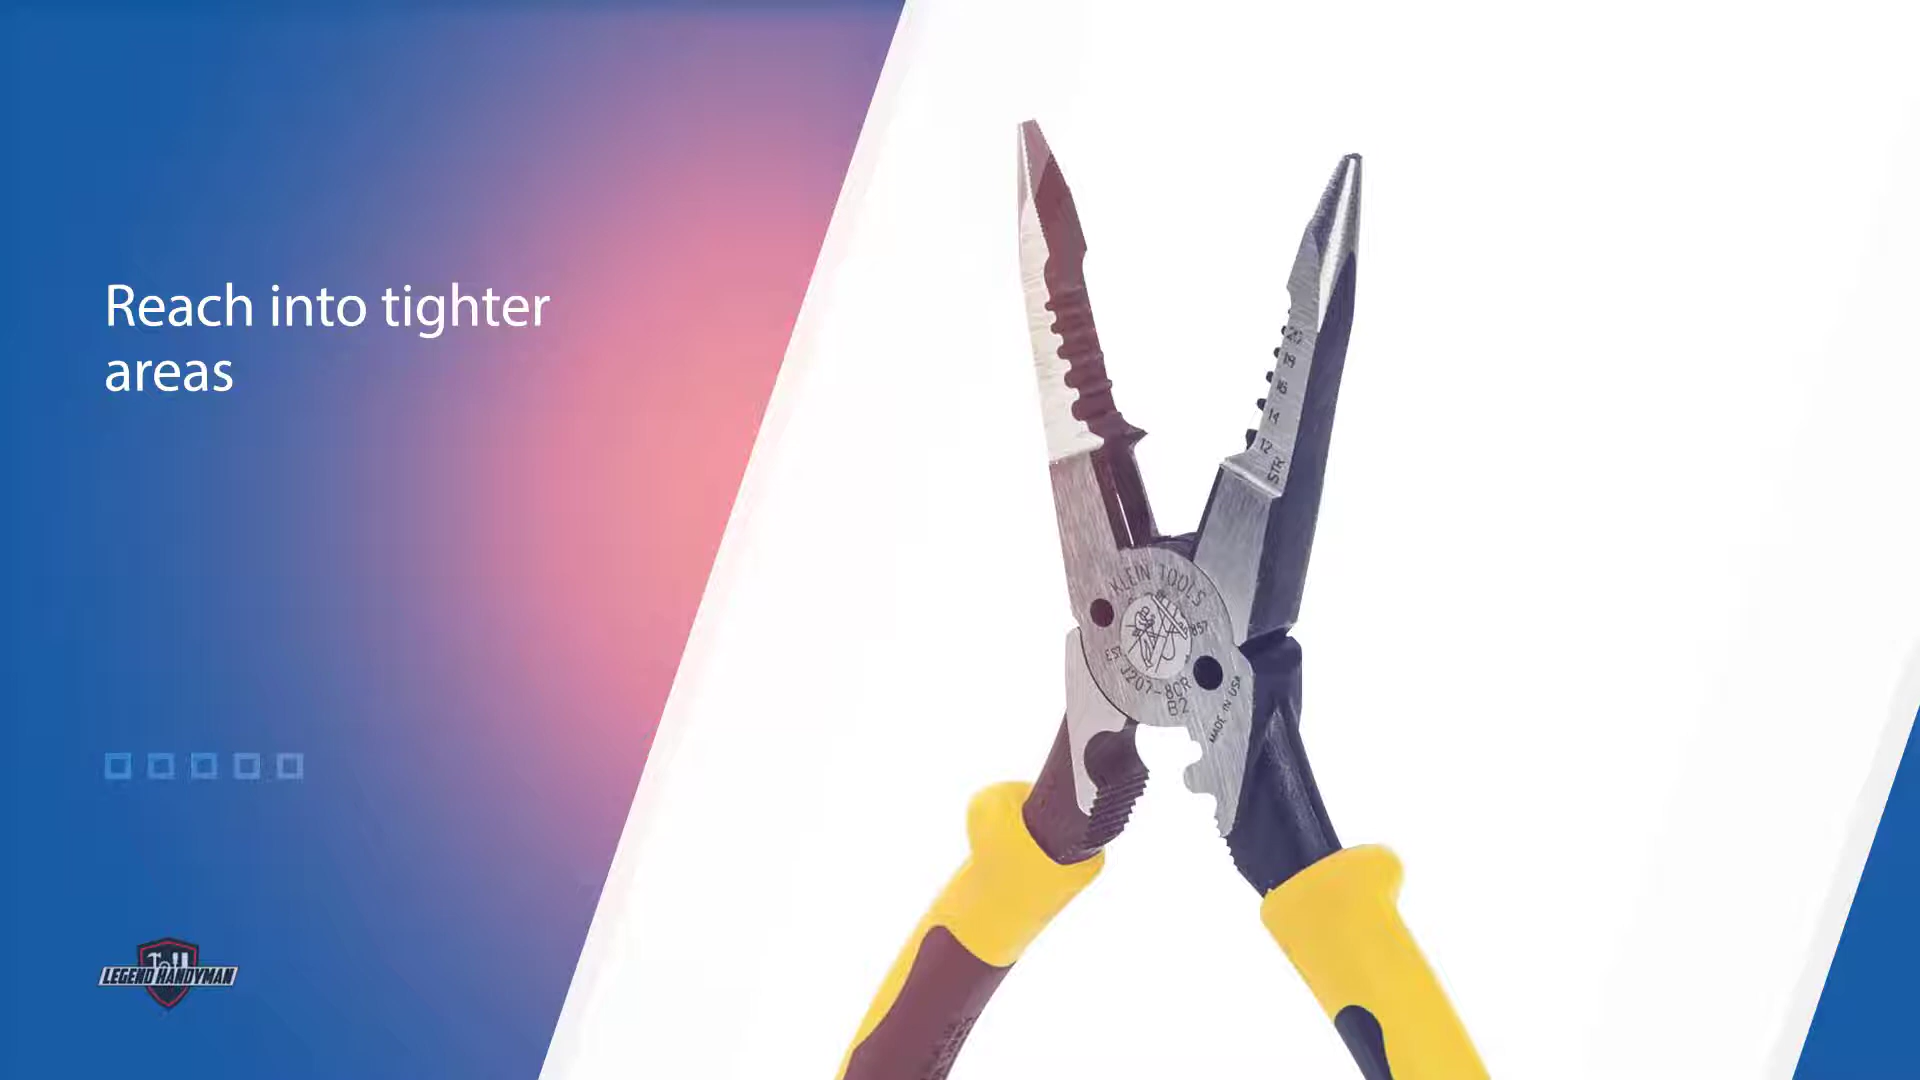 Reach into tighter
areas
20
18
16
14
12
STR
KLEIN TOOLS
EST. 1857
J207-8CR
B2
MADE IN USA
LEGEND HANDYMAN